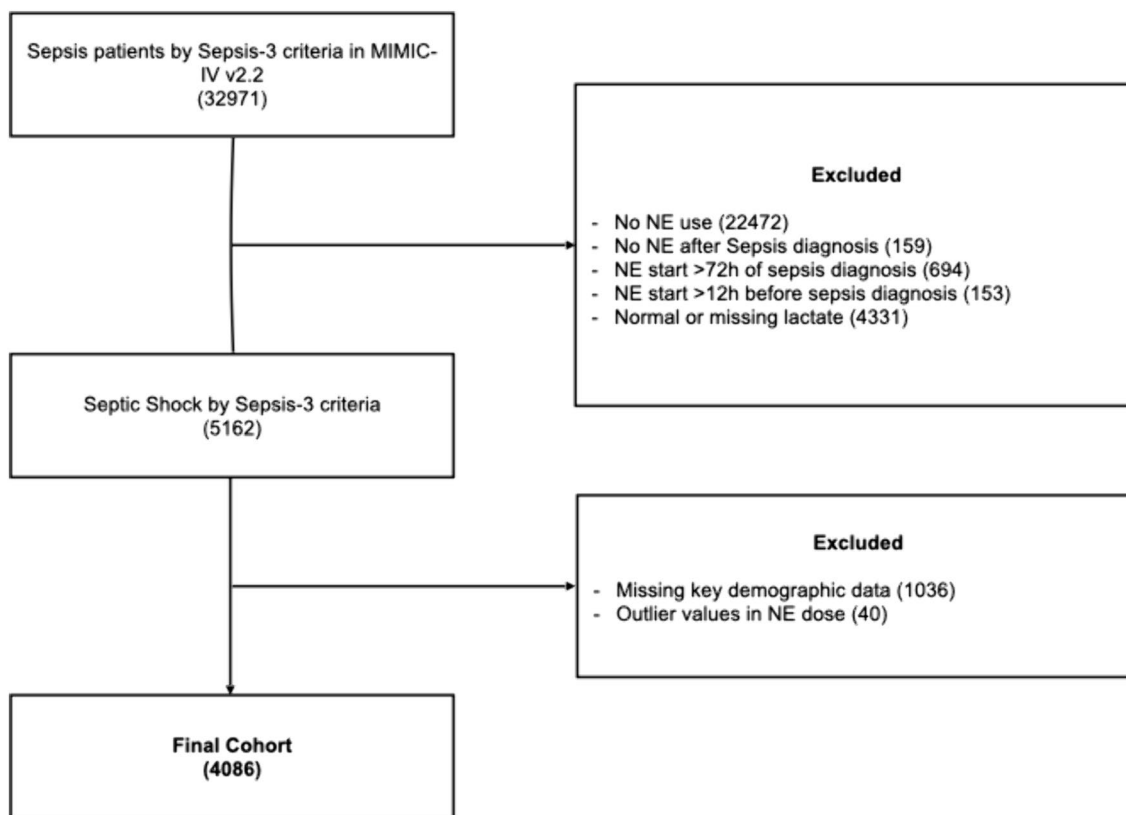 Sepsis patients by Sepsis-3 criteria in MIMIC-
IV v2.2
(32971)
Excluded
- No NE use (22472)
- No NE after Sepsis diagnosis (159)
- NE start >72h of sepsis diagnosis (694)
- NE start >12h before sepsis diagnosis (153)
- Normal or missing lactate (4331)
Septic Shock by Sepsis-3 criteria
(5162)
Excluded
- Missing key demographic data (1036)
- Outlier values in NE dose (40)
Final Cohort
(4086)